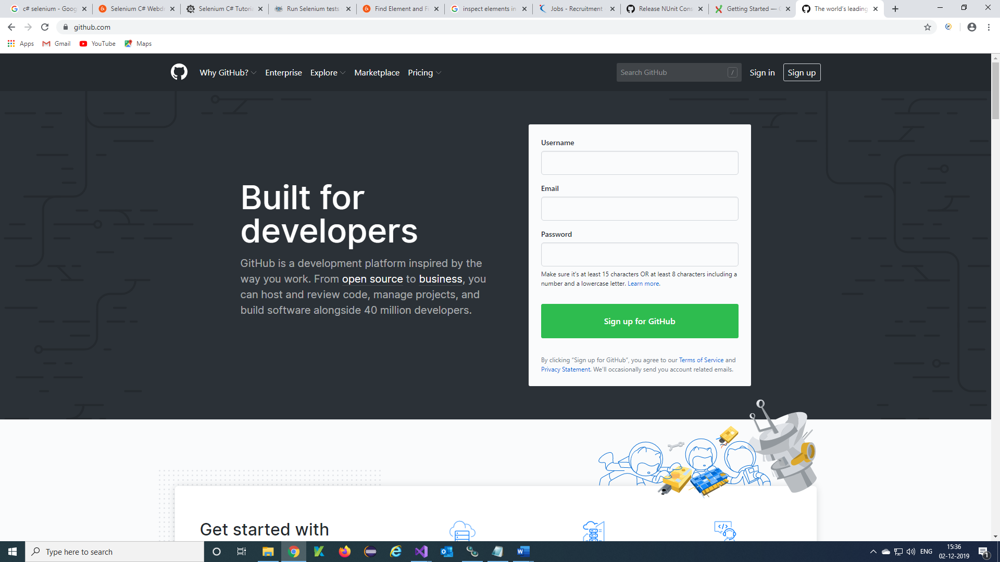 c# selenium - Goog
Selenium C# Webdr
Selenium C# Tutoria
Run Selenium tests
Find Element and Fi
inspect elements in
Jobs - Recruitment
Release NUnit Cons
Getting Started — 
The world's leading
github.com
Apps
Gmail
YouTube
Maps
Why GitHub?
Enterprise
Explore
Marketplace
Pricing
Search GitHub
/
Sign in
Sign up
Built for
developers
GitHub is a development platform inspired by the
way you work. From open source to business, you
can host and review code, manage projects, and
build software alongside 40 million developers.
Username
Email
Password
Make sure it's at least 15 characters OR at least 8 characters including a
number and a lowercase letter. Learn more.
Sign up for GitHub
By clicking “Sign up for GitHub”, you agree to our Terms of Service and
Privacy Statement. We'll occasionally send you account related emails.
Get started with
Type here to search
ENG
15:36
02-12-2019
1